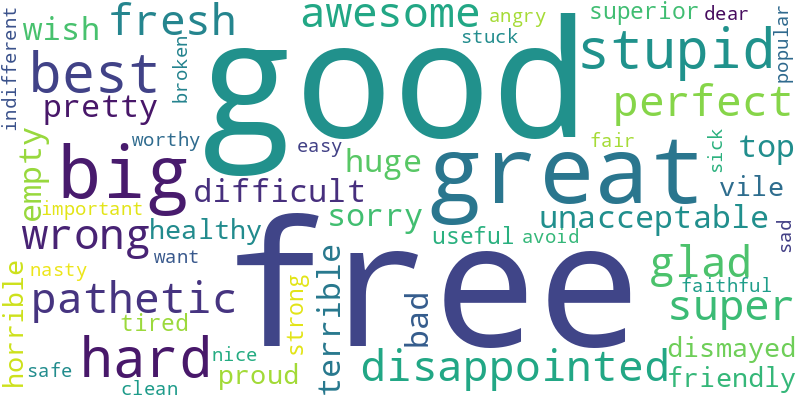 indifferent
wish
fresh
awesome
angry
superior
dear
popular
stuck
good
stupid
best
broken
pretty
perfect
worthy
easy
fair
sick
top
empty
big
difficult
huge
great
vile
important
sorry
unacceptable
wrong
healthy
useful
avoid
sad
want
free
glad
nasty
horrible
pathetic
strong
terrible
bad
faithful
super
tired
hard
nice
safe
proud
disappointed
dismayed
clean
friendly